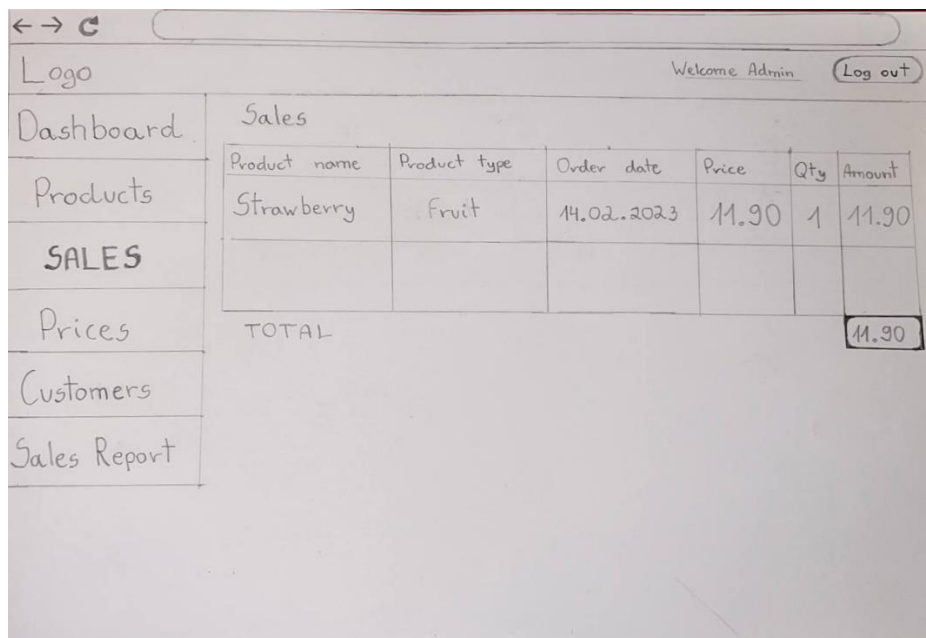 Logo
Welcome Admin
Log out
Dashboard
Products
SALES
Prices
Customers
Sales Report
Sales
Product name Product type Order date Price Qty Amount
Strawberry Fruit 14.02.2023 11.90 1 11.90
TOTAL 11.90